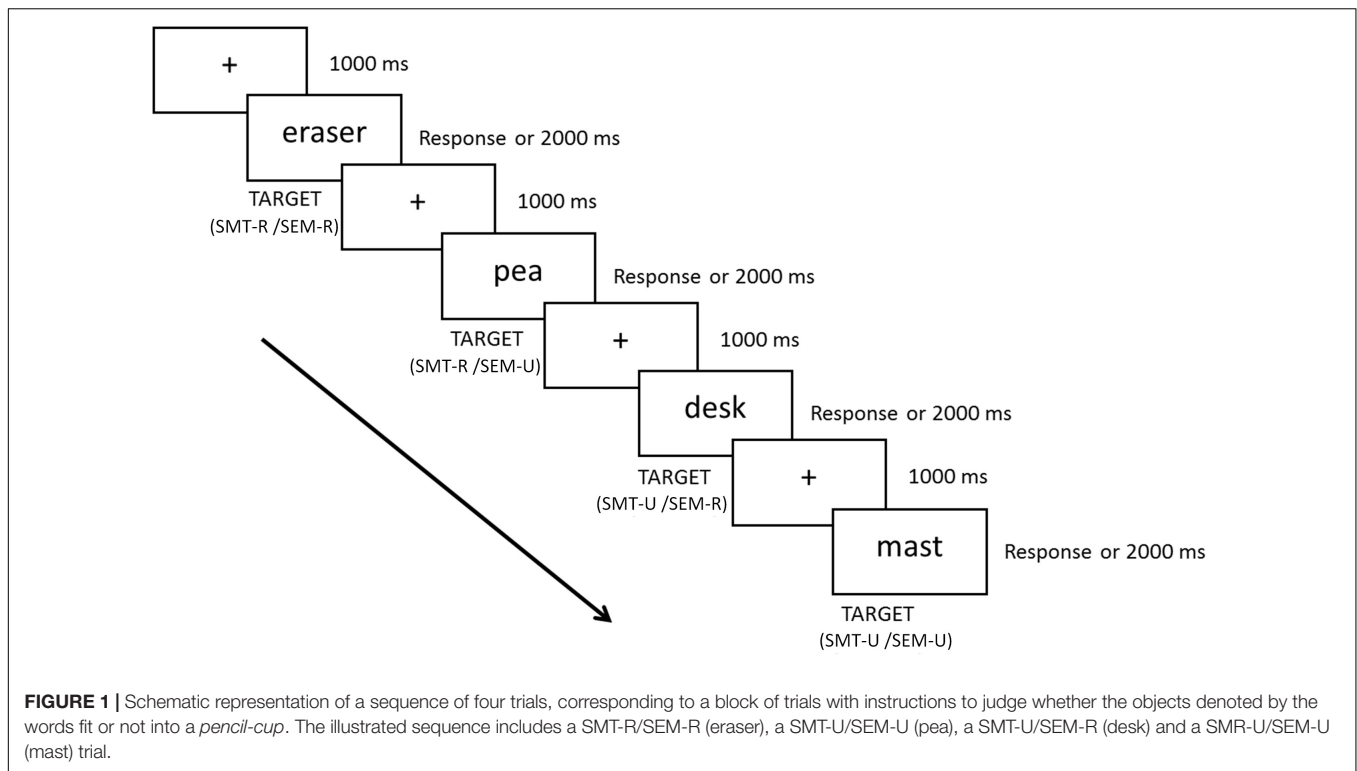 +
1000 ms
eraser
Response or 2000 ms
TARGET
(SMT-R /SEM-R)
+
1000 ms
pea
Response or 2000 ms
TARGET
(SMT-R /SEM-U)
+
1000 ms
desk
Response or 2000 ms
TARGET
(SMT-U /SEM-R)
+
1000 ms
mast
Response or 2000 ms
TARGET
(SMT-U /SEM-U)
FIGURE 1 | Schematic representation of a sequence of four trials, corresponding to a block of trials with instructions to judge whether the objects denoted by the
words fit or not into a pencil-cup. The illustrated sequence includes a SMT-R/SEM-R (eraser), a SMT-U/SEM-U (pea), a SMT-U/SEM-R (desk) and a SMR-U/SEM-U
(mast) trial.